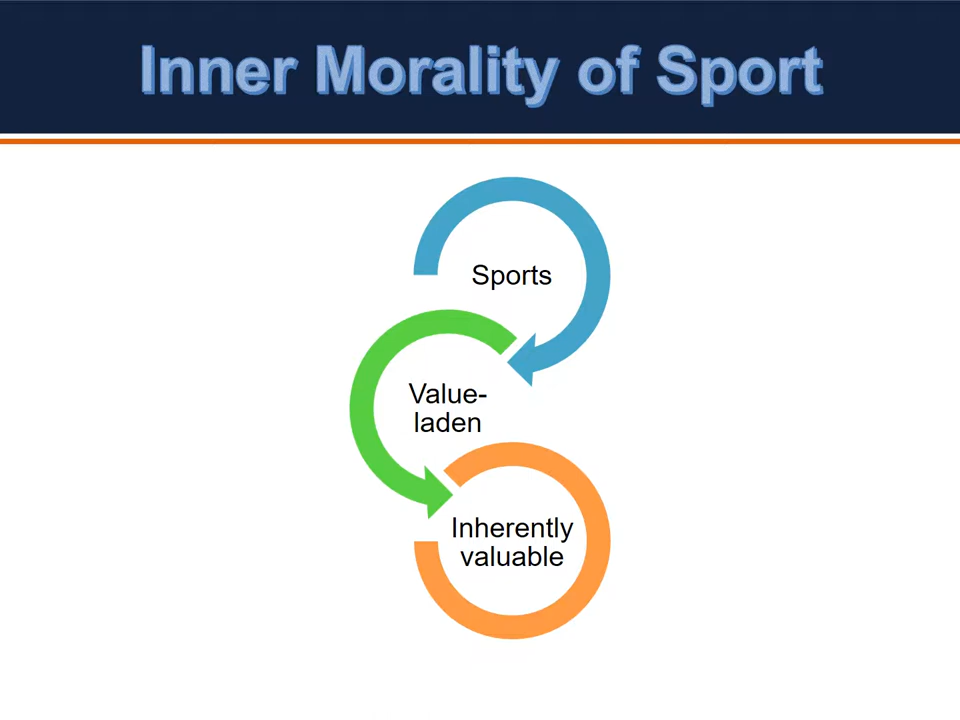 Inner Morality of Sport
Sports
Value-
laden
Inherently
valuable